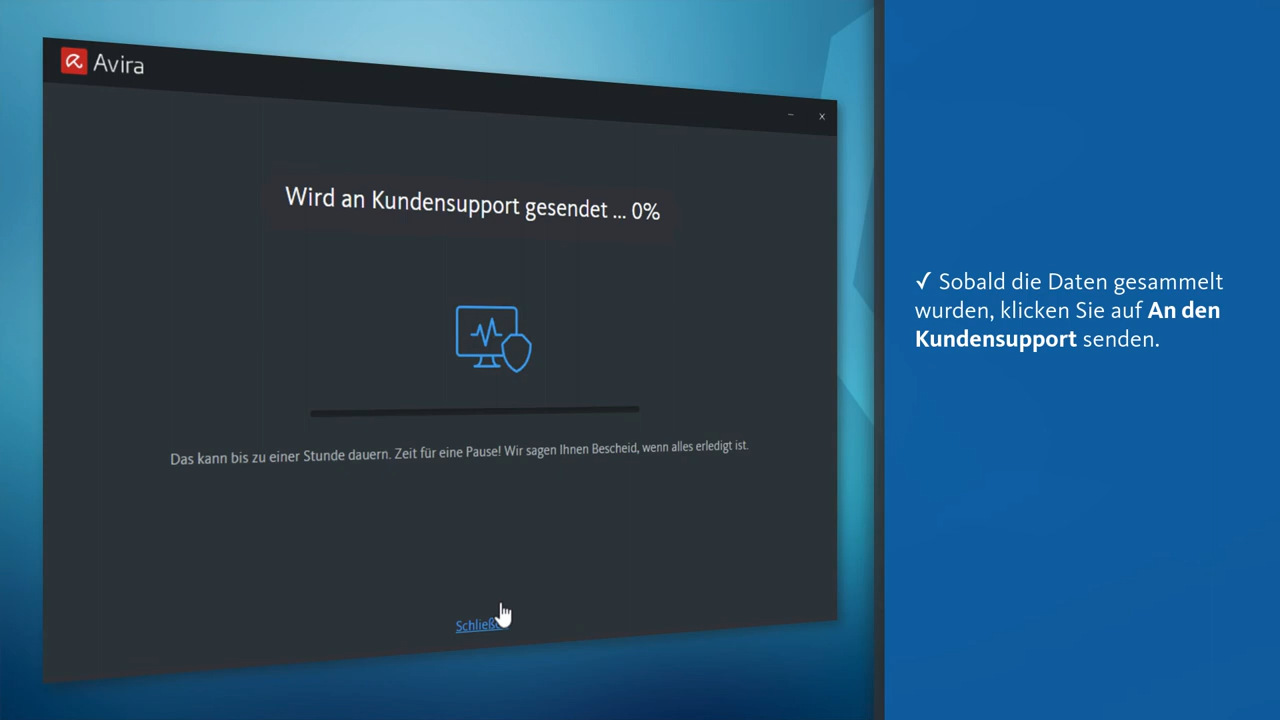 Avira
Wird an Kundensupport gesendet ... 0%
Das kann bis zu einer Stunde dauern. Zeit für eine Pause! Wir sagen Ihnen Bescheid, wenn alles erledigt ist.
✓ Sobald die Daten gesammelt
wurden, klicken Sie auf An den
Kundensupport senden.